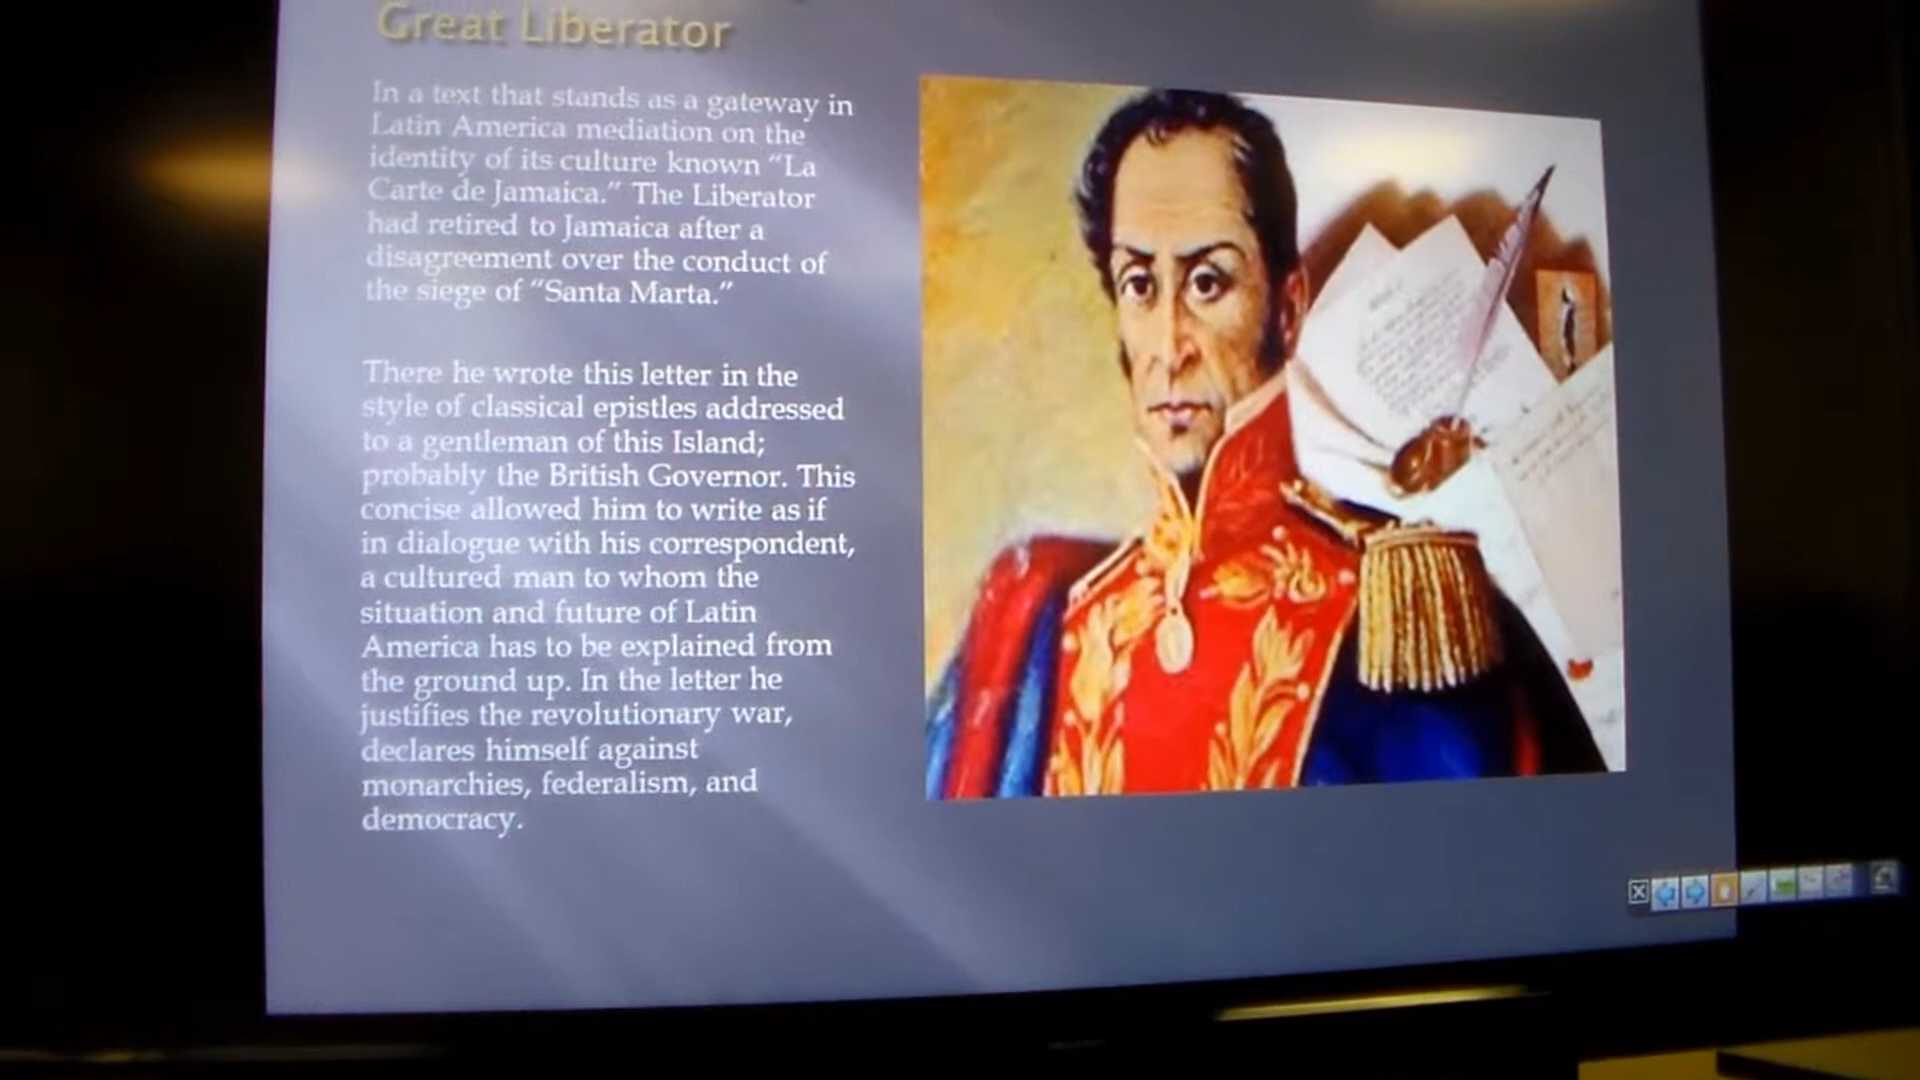 Great Liberator
In a text that stands as a gateway in
Latin America mediation on the
identity of its culture known “La
Carte de Jamaica.” The Liberator
had retired to Jamaica after a
disagreement over the conduct of
the siege of “Santa Marta.”
There he wrote this letter in the
style of classical epistles addressed
to a gentleman of this Island;
probably the British Governor. This
concise allowed him to write as if
in dialogue with his correspondent,
a cultured man to whom the
situation and future of Latin
America has to be explained from
the ground up. In the letter he
justifies the revolutionary war,
declares himself against
monarchies, federalism, and
democracy.